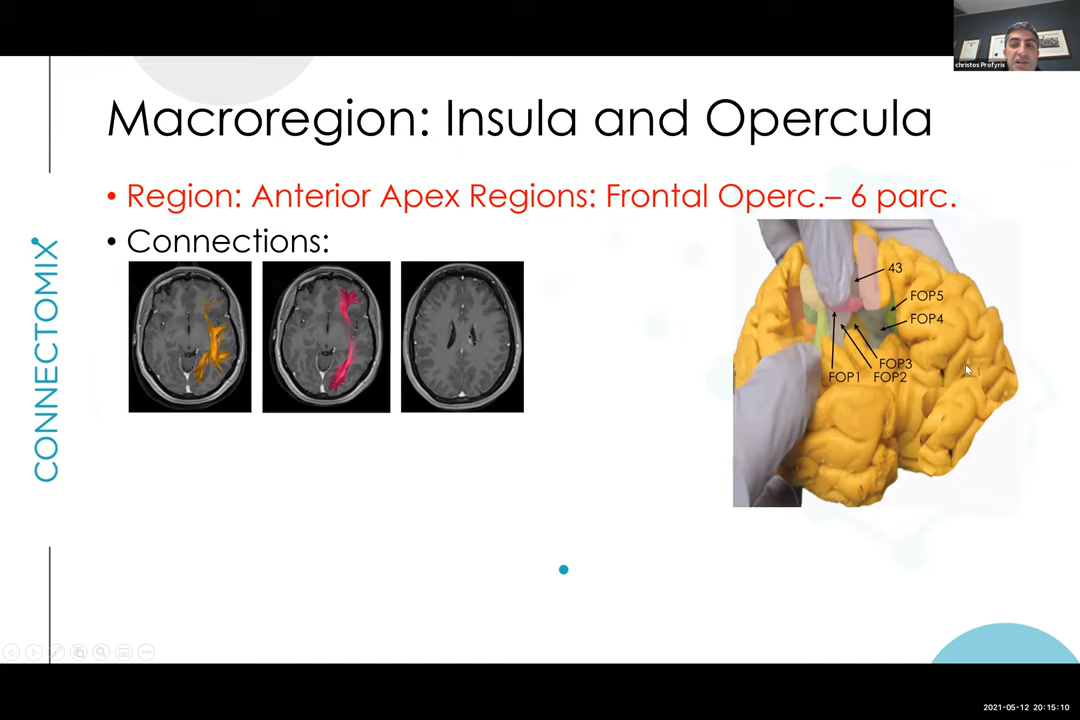 christos Profyris
Macroregion: Insula and Opercula
• Region: Anterior Apex Regions: Frontal Operc.– 6 parc.
• Connections:
CONNECTOMIX
43
FOP5
FOP4
FOP3
FOP1 FOP2
2021-05-12 20:15:10